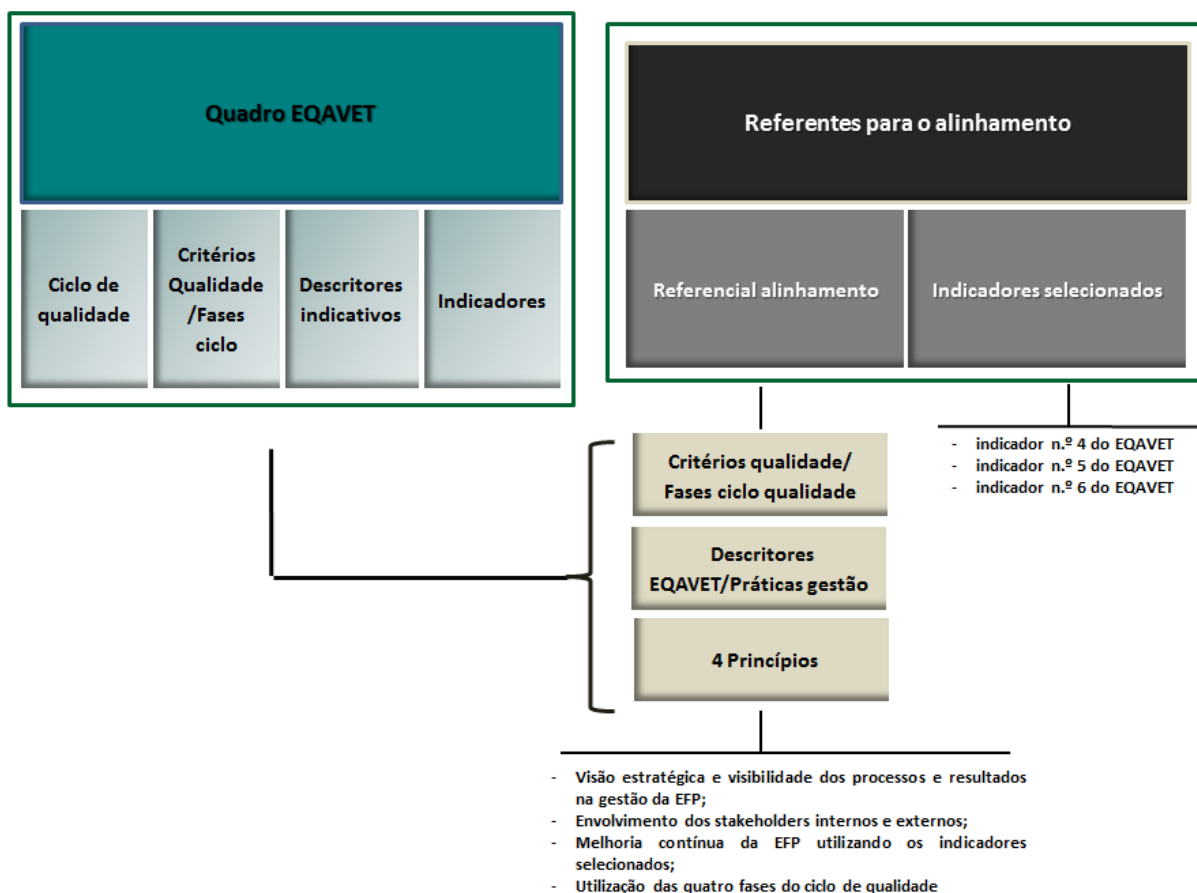 Quadro EQAVET
Ciclo de
qualidade
Critérios
Qualidade
/Fases
ciclo
Descritores
indicativos
Indicadores
Referentes para o alinhamento
Referencial alinhamento
Indicadores selecionados
- indicador n.º 4 do EQAVET
- indicador n.º 5 do EQAVET
- indicador n.º 6 do EQAVET
Critérios qualidade/
Fases ciclo qualidade
Descritores
EQAVET/Práticas gestão
4 Princípios
- Visão estratégica e visibilidade dos processos e resultados
na gestão da EFP;
- Envolvimento dos stakeholders internos e externos;
- Melhoria contínua da EFP utilizando os indicadores
selecionados;
- Utilização das quatro fases do ciclo de qualidade